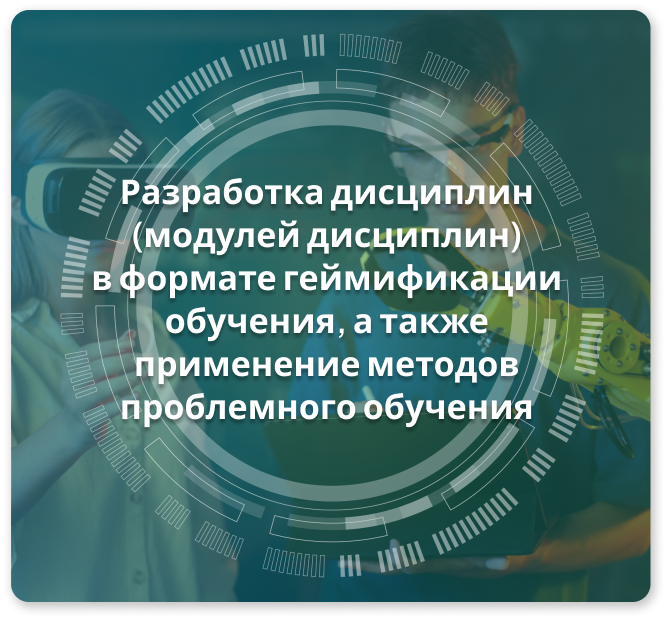 Разработка дисциплин
(модулей дисциплин)
в формате геймификации
обучения, а также
применение методов
проблемного обучения